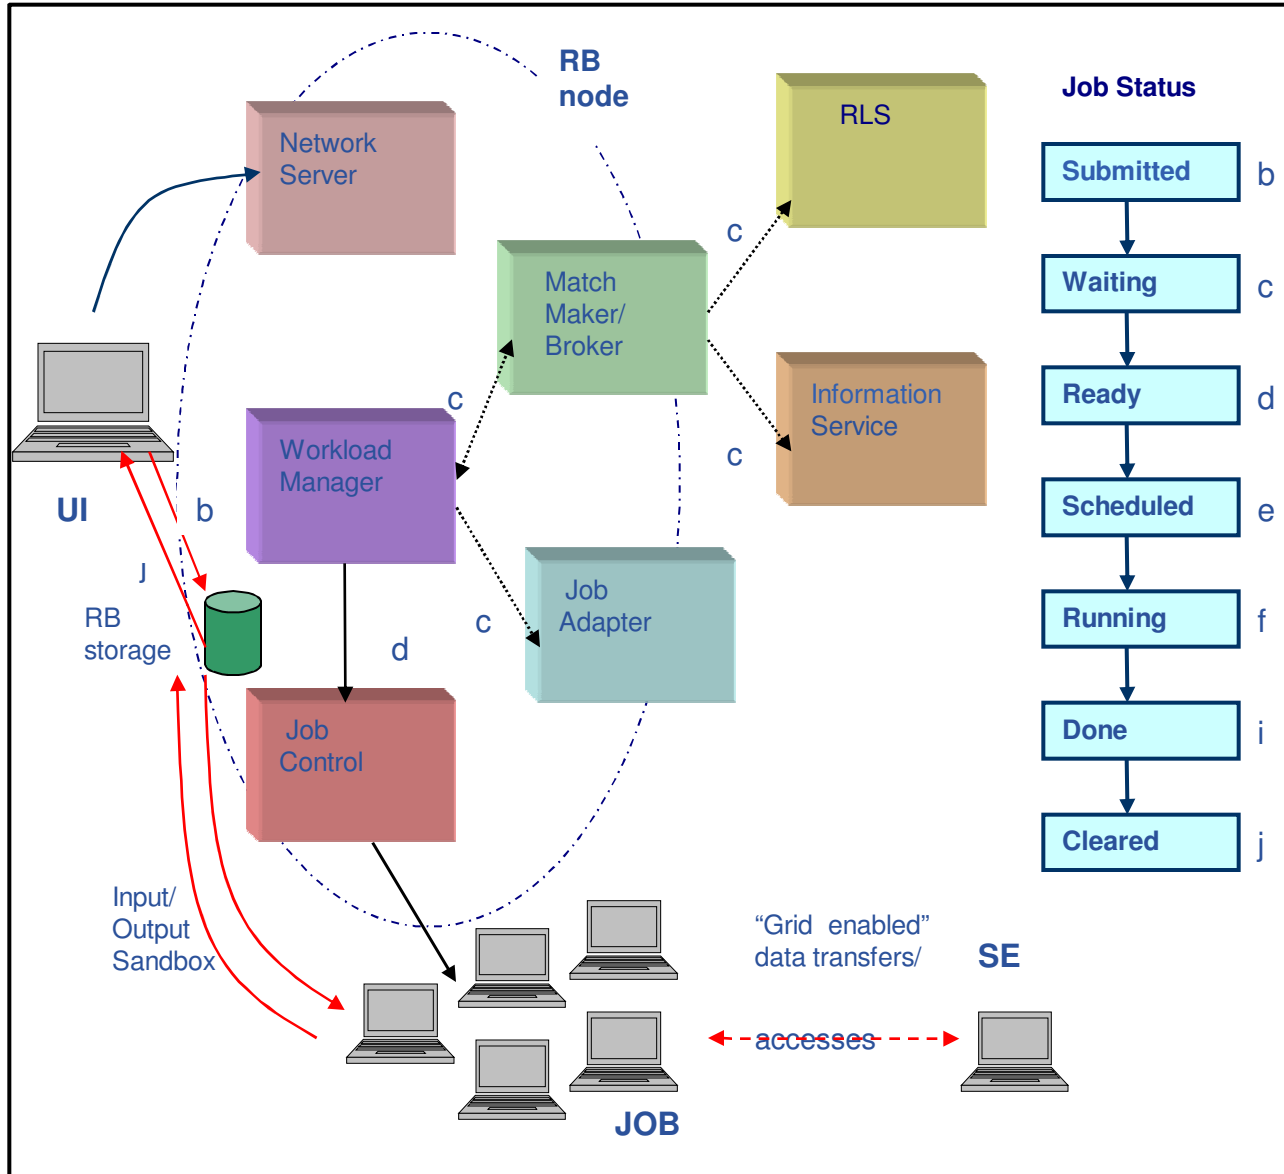 RB
node
Network
Server
RLS
Job Status
Submitted
b
Waiting
c
Ready
d
Scheduled
e
Running
f
Done
i
Cleared
j
c
Match
Maker/
Broker
c
Information
Service
c
Workload
Manager
UI
b
J
RB
storage
c
Job
Adapter
d
Job
Control
Input/
Output
Sandbox
“Grid enabled”
data transfers/
accesses
SE
JOB